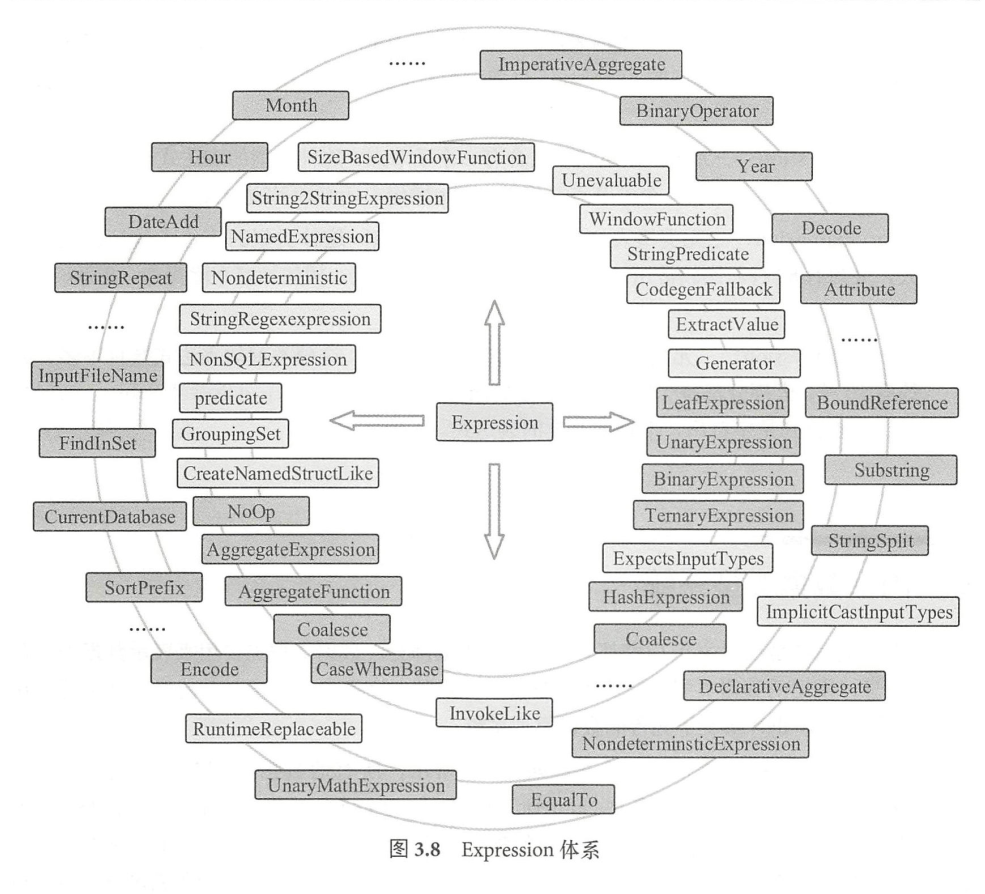 ……
ImperativeAggregate
Month
BinaryOperator
Hour
SizeBasedWindowFunction
Year
Unevaluable
String2StringExpression
DateAdd
WindowFunction
Decode
NamedExpression
StringPredicate
StringRepeat
Nondeterministic
CodegenFallback
Attribute
……
StringRegexexpression
ExtractValue
……
NonSQLExpression
Generator
InputFileName
predicate
LeafExpression
BoundReference
Expression
FindInSet
GroupingSet
UnaryExpression
CreateNamedStructLike
BinaryExpression
Substring
CurrentDatabase
NoOp
TernaryExpression
AggregateExpression
ExpectsInputTypes
StringSplit
SortPrefix
AggregateFunction
HashExpression
ImplicitCastInputTypes
……
Coalesce
Coalesce
Encode
CaseWhenBase
……
DeclarativeAggregate
InvokeLike
RuntimeReplaceable
NondeterminsticExpression
UnaryMathExpression
EqualTo
图 3.8 Expression 体系